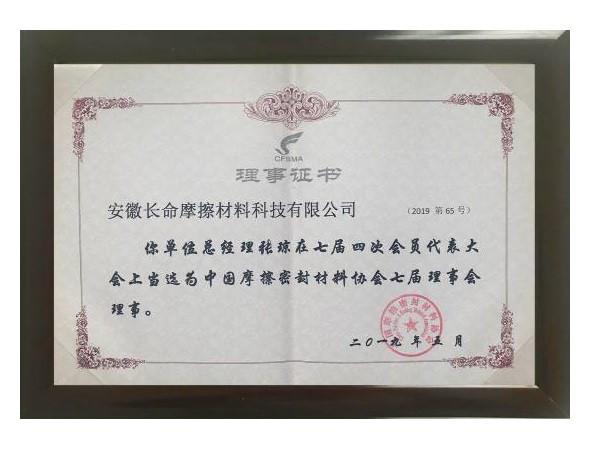 CFSMA
理事证书
安徽长命摩擦材料科技有限公司 （2019 第 65 号）
你单位总经理张琼在七届四次会员代表大
会上当选为中国摩擦密封材料协会七届理事会
理事。
二〇一九年五月